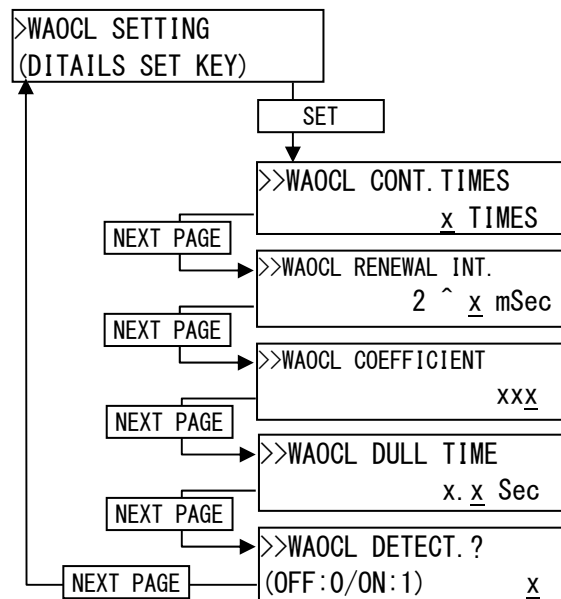 >WAOCL SETTING
(DITAILS SET KEY)
SET
>>WAOCL CONT.TIMES
x TIMES
NEXT PAGE
>>WAOCL RENEWAL INT.
2 ^ x mSec
NEXT PAGE
>>WAOCL COEFFICIENT
xxx
NEXT PAGE
>>WAOCL DULL TIME
x.x Sec
NEXT PAGE
>>WAOCL DETECT.?
(OFF:0/ON:1) x
NEXT PAGE